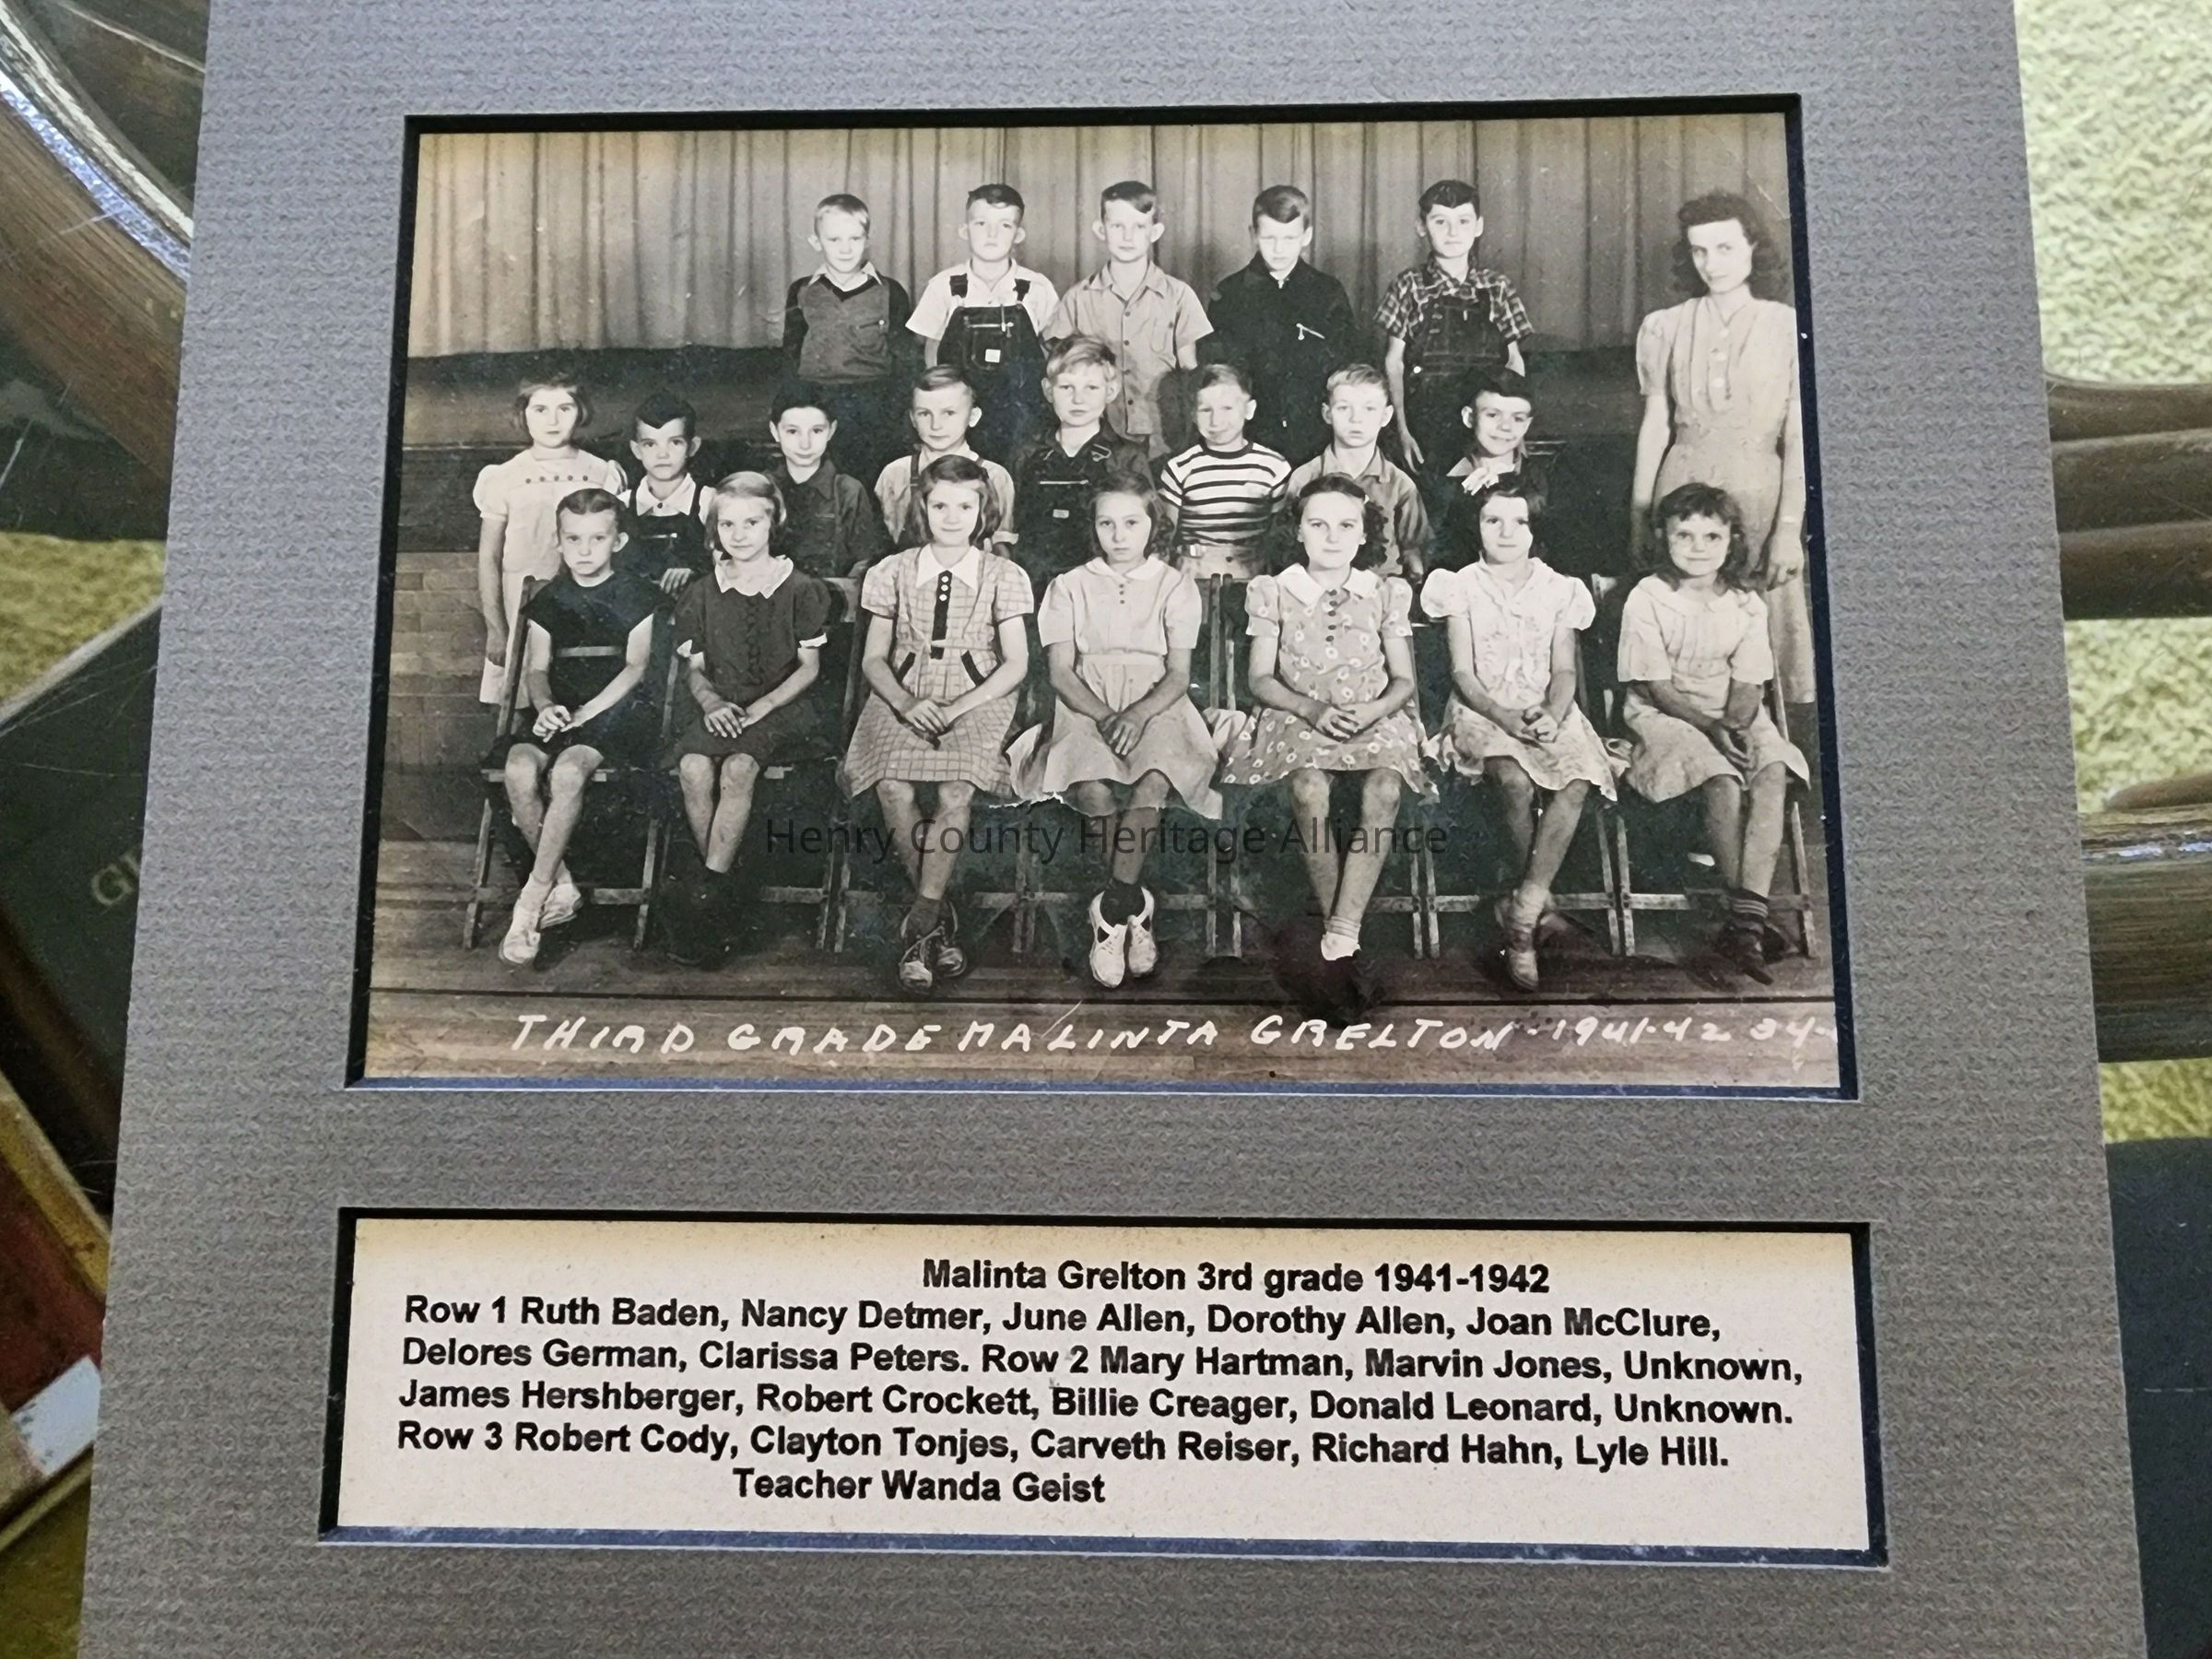 Henry County Heritage Alliance
THIRD GRADE MALINTA GRELTON-1941-42
Malinta Grelton 3rd grade 1941-1942
Row 1 Ruth Baden, Nancy Detmer, June Allen, Dorothy Allen, Joan McClure,
Delores German, Clarissa Peters. Row 2 Mary Hartman, Marvin Jones, Unknown,
James Hershberger, Robert Crockett, Billie Creager, Donald Leonard, Unknown.
Row 3 Robert Cody, Clayton Tonjes, Carveth Reiser, Richard Hahn, Lyle Hill.
Teacher Wanda Geist